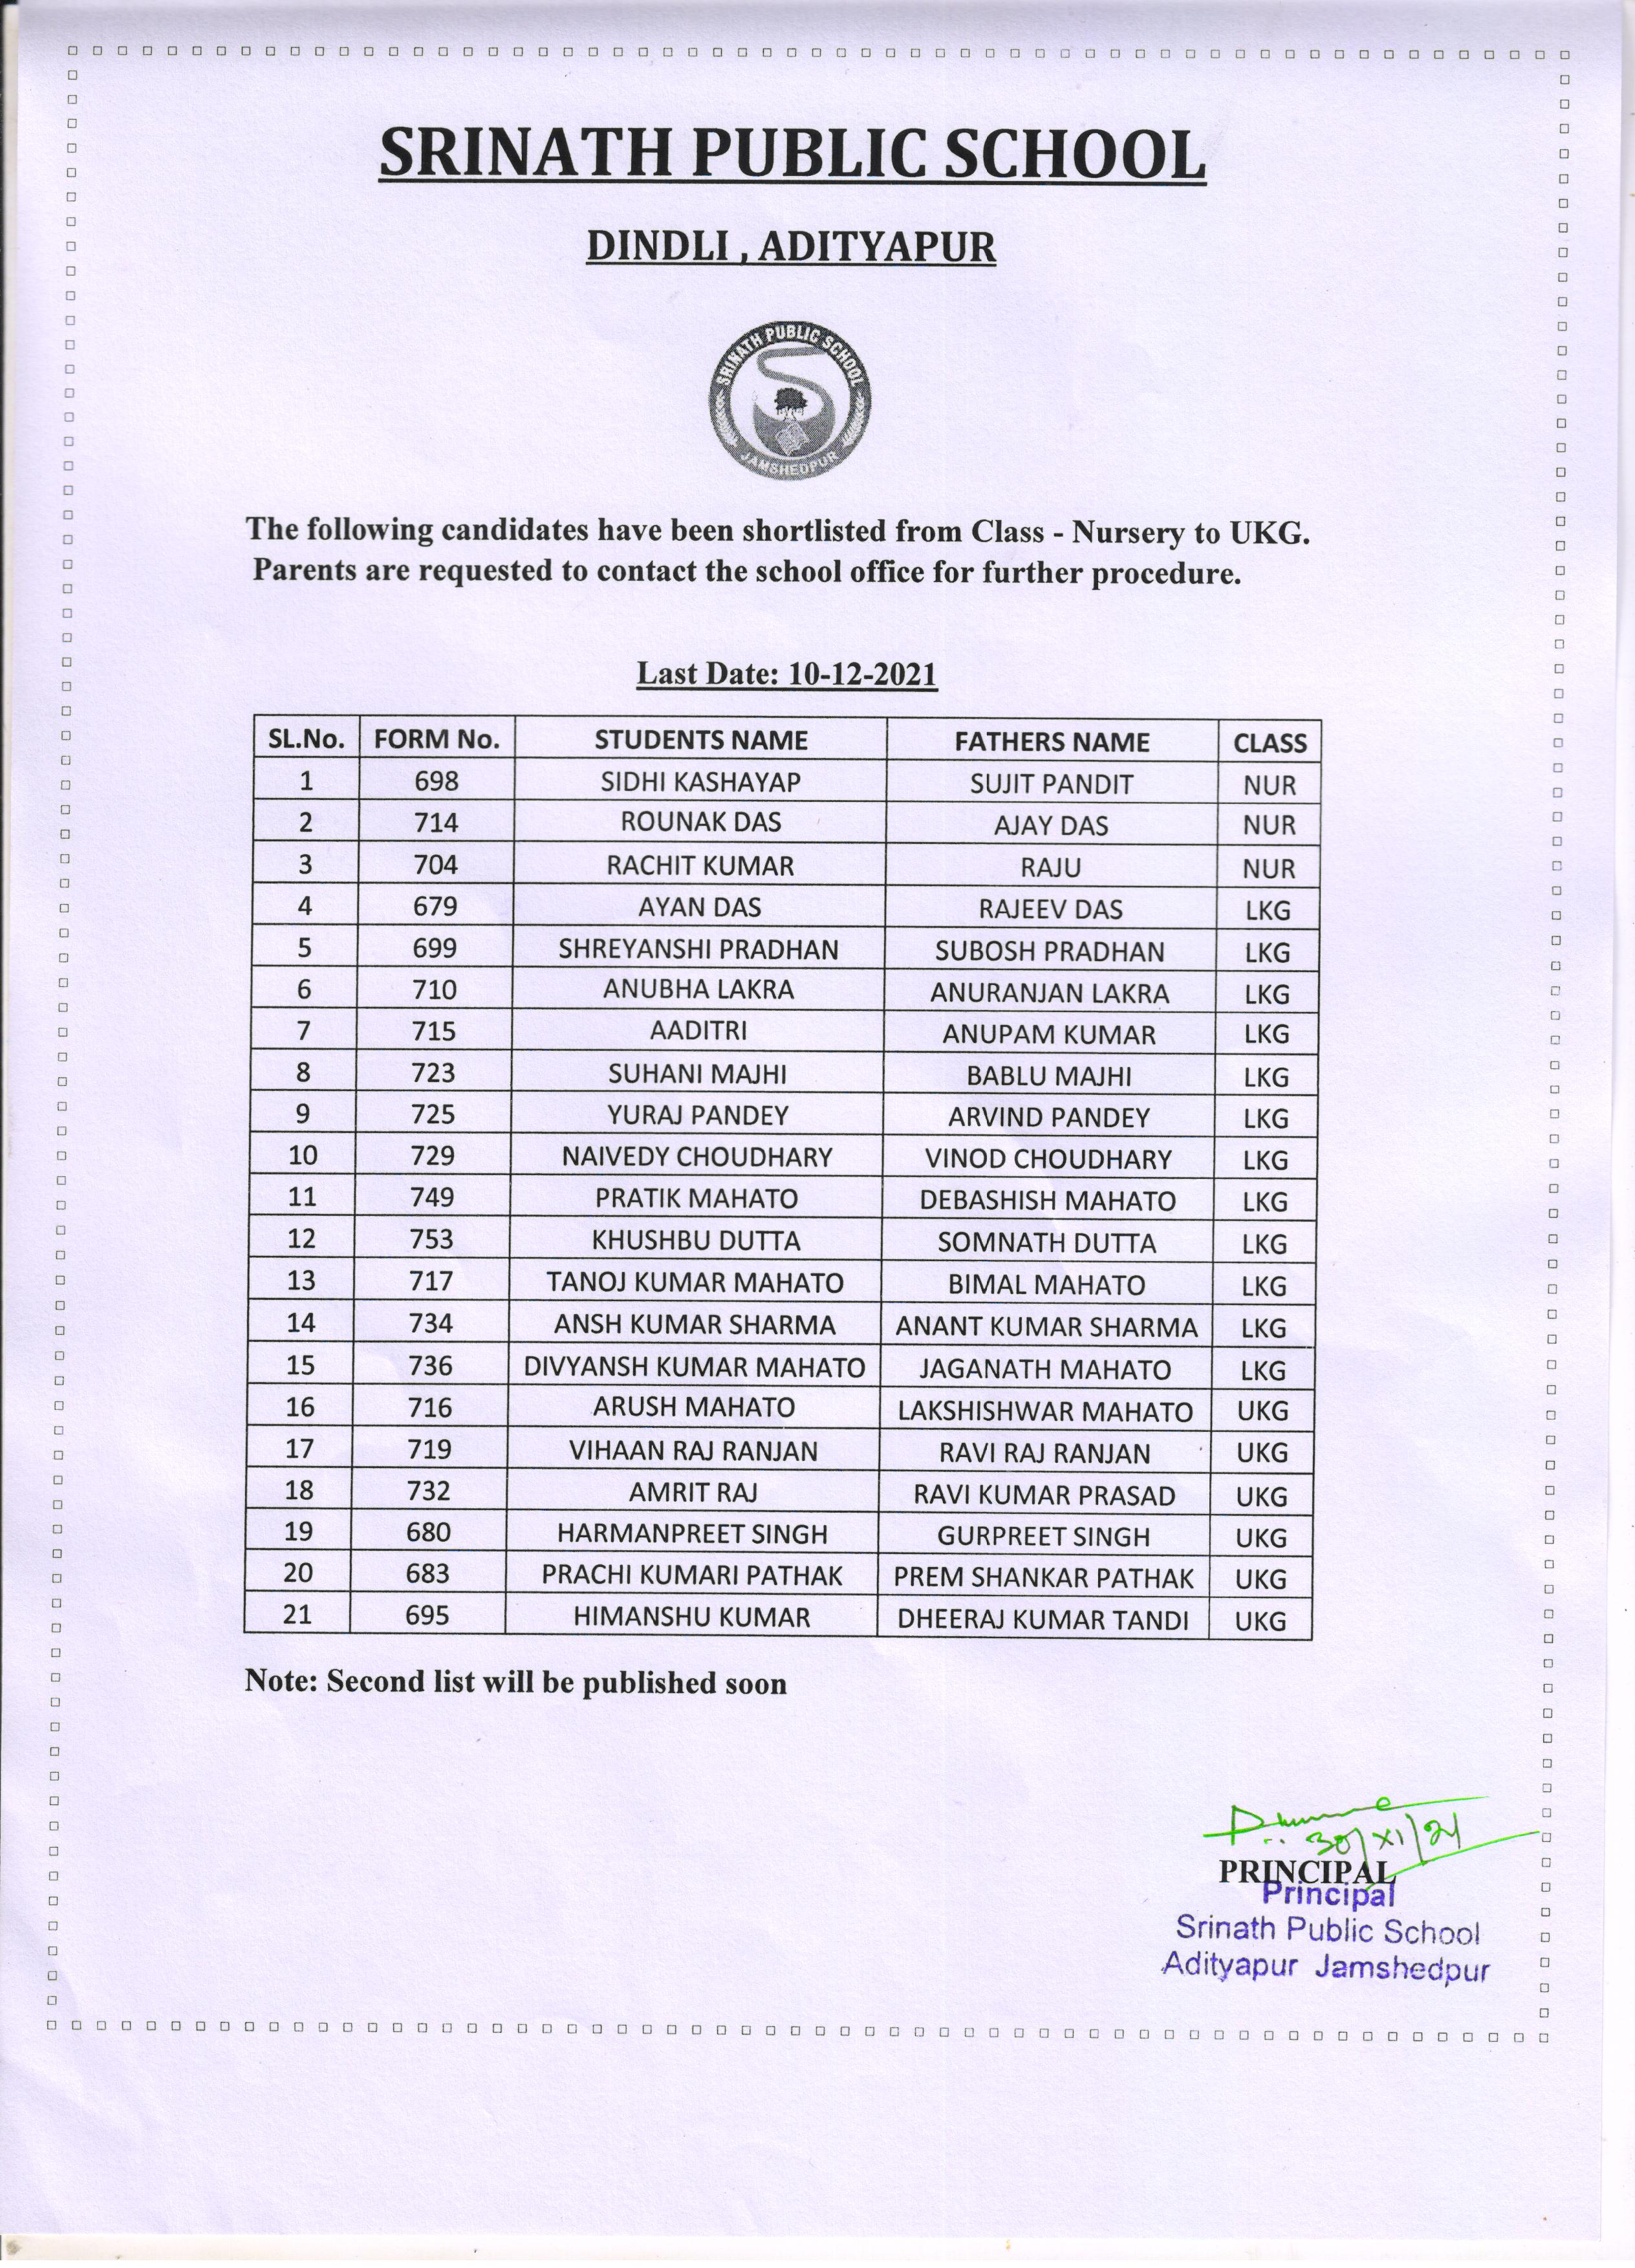 SRINATH PUBLIC SCHOOL
DINDLI , ADITYAPUR
SRINATH PUBLIC SCHOOL
JAMSHEDPUR
The following candidates have been shortlisted from Class - Nursery to UKG.
Parents are requested to contact the school office for further procedure.
Last Date: 10-12-2021
SL.No. FORM No. STUDENTS NAME FATHERS NAME CLASS
1 698 SIDHI KASHAYAP SUJIT PANDIT NUR
2 714 ROUNAK DAS AJAY DAS NUR
3 704 RACHIT KUMAR RAJU NUR
4 679 AYAN DAS RAJEEV DAS LKG
5 699 SHREYANSHI PRADHAN SUBOSH PRADHAN LKG
6 710 ANUBHA LAKRA ANURANJAN LAKRA LKG
7 715 AADITRI ANUPAM KUMAR LKG
8 723 SUHANI MAJHI BABLU MAJHI LKG
9 725 YURAJ PANDEY ARVIND PANDEY LKG
10 729 NAIVEDY CHOUDHARY VINOD CHOUDHARY LKG
11 749 PRATIK MAHATO DEBASHISH MAHATO LKG
12 753 KHUSHBU DUTTA SOMNATH DUTTA LKG
13 717 TANOJ KUMAR MAHATO BIMAL MAHATO LKG
14 734 ANSH KUMAR SHARMA ANANT KUMAR SHARMA LKG
15 736 DIVYANSH KUMAR MAHATO JAGANATH MAHATO LKG
16 716 ARUSH MAHATO LAKSHISHWAR MAHATO UKG
17 719 VIHAAN RAJ RANJAN RAVI RAJ RANJAN UKG
18 732 AMRIT RAJ RAVI KUMAR PRASAD UKG
19 680 HARMANPREET SINGH GURPREET SINGH UKG
20 683 PRACHI KUMARI PATHAK PREM SHANKAR PATHAK UKG
21 695 HIMANSHU KUMAR DHEERAJ KUMAR TANDI UKG
Note: Second list will be published soon
30/XI/21
PRINCIPAL
Principal
Srinath Public School
Adityapur Jamshedpur